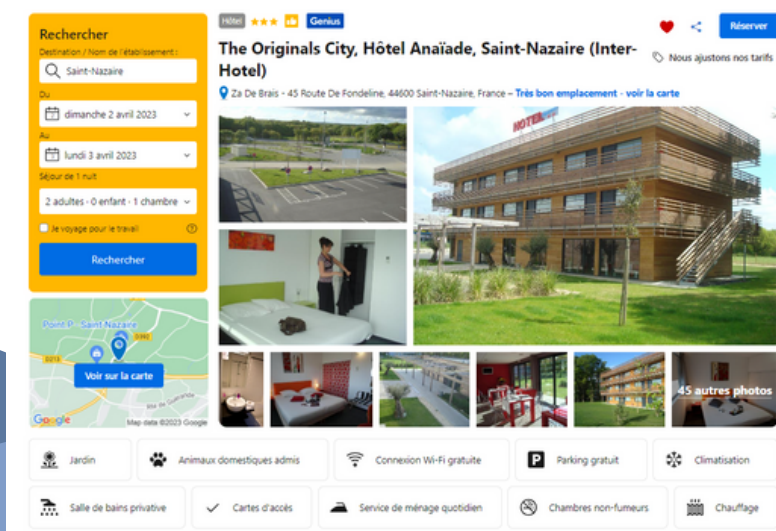 Rechercher
Destination / Nom de l'établissement :
Saint-Nazaire
Du
dimanche 2 avril 2023
Au
lundi 3 avril 2023
Séjour de 1 nuit
2 adultes · 0 enfant · 1 chambre
Je voyage pour le travail
Rechercher
Point P - Saint Nazaire
D392
D213
Voir sur la carte
Rte de Guérande
Google
Map data ©2023 Google
Hôtel Genius
Réserver
The Originals City, Hôtel Anaïade, Saint-Nazaire (Inter-
Hotel)
Nous ajustons nos tarifs
Za De Brais - 45 Route De Fondeline, 44600 Saint-Nazaire, France – Très bon emplacement - voir la carte
HOTEL
45 autres photos
Jardin
Animaux domestiques admis
Connexion Wi-Fi gratuite
P Parking gratuit
Climatisation
Salle de bains privative
Cartes d'accès
Service de ménage quotidien
Chambres non-fumeurs
Chauffage